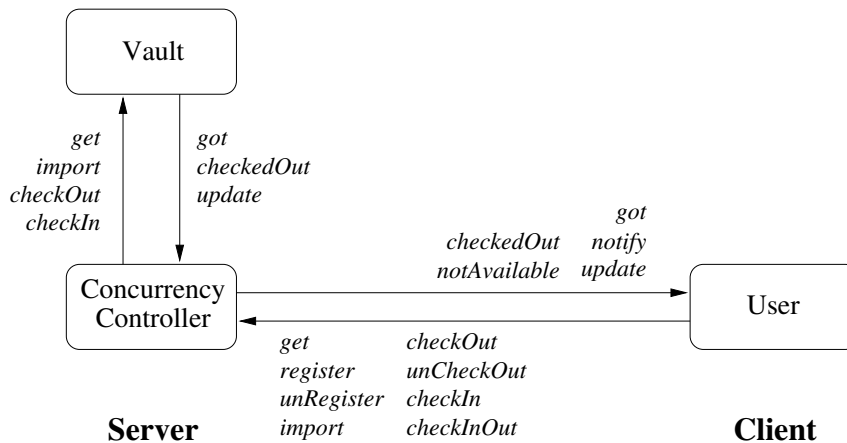 Vault
get
import
checkOut
checkIn
got
checkedOut
update
got
checkedOut notify
notAvailable update
Concurrency
Controller
User
get checkOut
register unCheckOut
unRegister checkIn
import checkInOut
Server Client